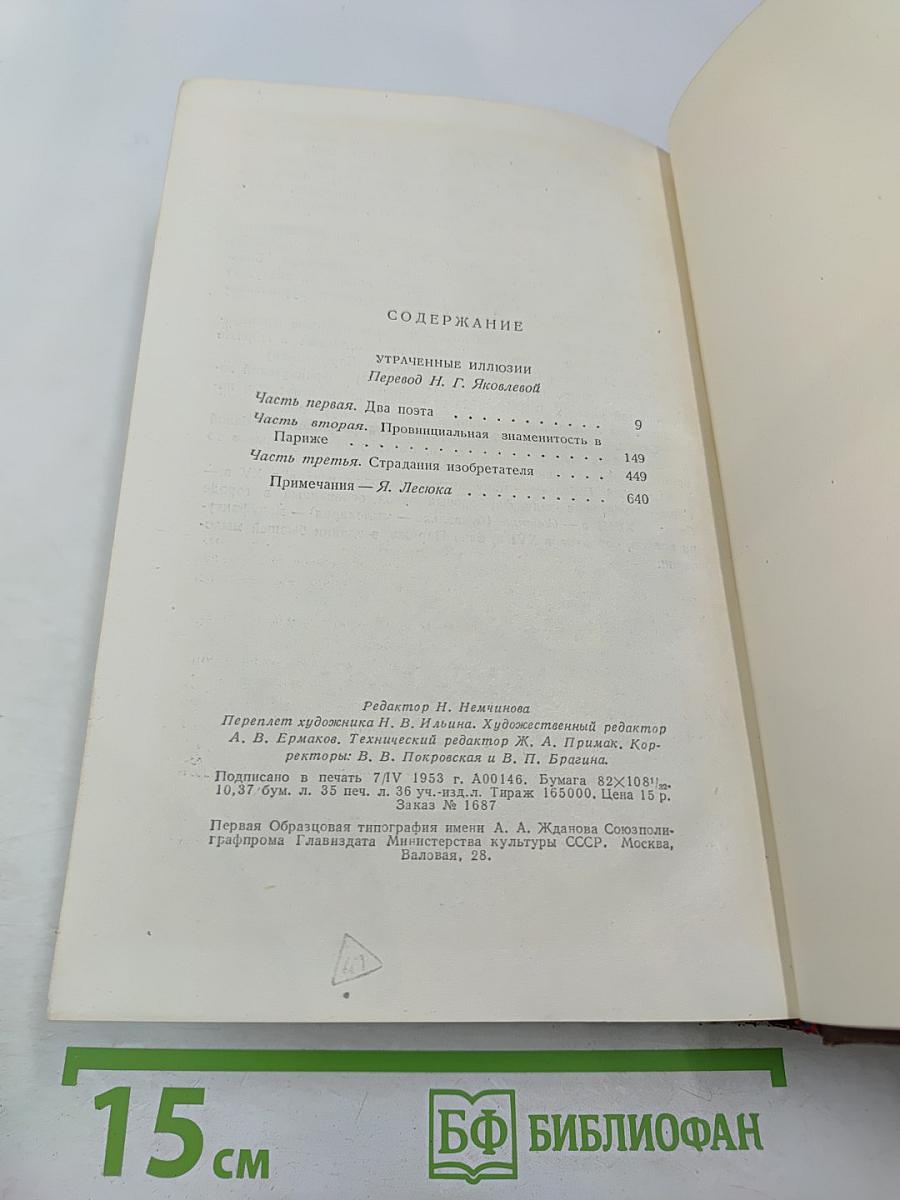 СОДЕРЖАНИЕ
УТРАЧЕННЫЕ ИЛЛЮЗИИ
Перевод Н. Г. Яковлевой
Часть первая. Два поэта . . . . . . . . . . . 9
Часть вторая. Провинциальная знаменитость в
Париже . . . . . . . . . . . . . . . . . 149
Часть третья. Страдания изобретателя . . . . 449
Примечания — Я. Лесюка . . . . . . . . . . 640
Редактор Н. Немчинова
Переплет художника Н. В. Ильина. Художественный редактор
А. В. Ермаков. Технический редактор Ж. А. Примак. Кор-
ректоры: В. В. Покровская и В. П. Брагина.
Подписано в печать 7/IV 1953 г. А00146. Бумага 82×108¹/₃₂.
10,37 бум. л. 35 печ. л. 36 уч.-изд.л. Тираж 165000. Цена 15 р.
Заказ № 1687
Первая Образцовая типография имени А. А. Жданова Союзполи-
графпрома Главиздата Министерства культуры СССР. Москва,
Валовая, 28.
15 см
БФ БИБЛИОФАН